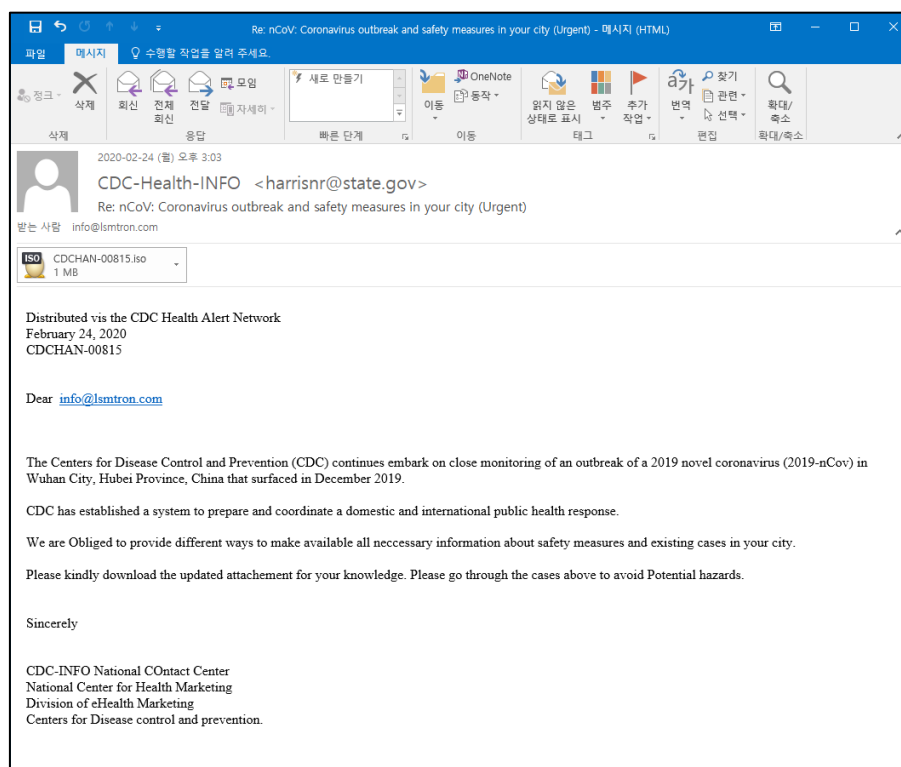 Re: nCoV: Coronavirus outbreak and safety measures in your city (Urgent) - 메시지 (HTML)
파일 메시지 수행할 작업을 알려 주세요.
정크
삭제
회신
전체 회신
전달
모임
자세히
새로 만들기
이동
OneNote
동작
읽지 않은 상태로 표시
범주
추가 작업
번역
찾기
관련
선택
확대/축소
삭제 응답 빠른 단계 이동 태그 편집 확대/축소
2020-02-24 (월) 오후 3:03
CDC-Health-INFO <harrisnr@state.gov>
Re: nCoV: Coronavirus outbreak and safety measures in your city (Urgent)
받는 사람 info@lsmtron.com
ISO
CDCHAN-00815.iso
1 MB
Distributed vis the CDC Health Alert Network
February 24, 2020
CDCHAN-00815
Dear info@lsmtron.com
The Centers for Disease Control and Prevention (CDC) continues embark on close monitoring of an outbreak of a 2019 novel coronavirus (2019-nCov) in
Wuhan City, Hubei Province, China that surfaced in December 2019.
CDC has established a system to prepare and coordinate a domestic and international public health response.
We are Obliged to provide different ways to make available all neccessary information about safety measures and existing cases in your city.
Please kindly download the updated attachement for your knowledge. Please go through the cases above to avoid Potential hazards.
Sincerely
CDC-INFO National COntact Center
National Center for Health Marketing
Division of eHealth Marketing
Centers for Disease control and prevention.